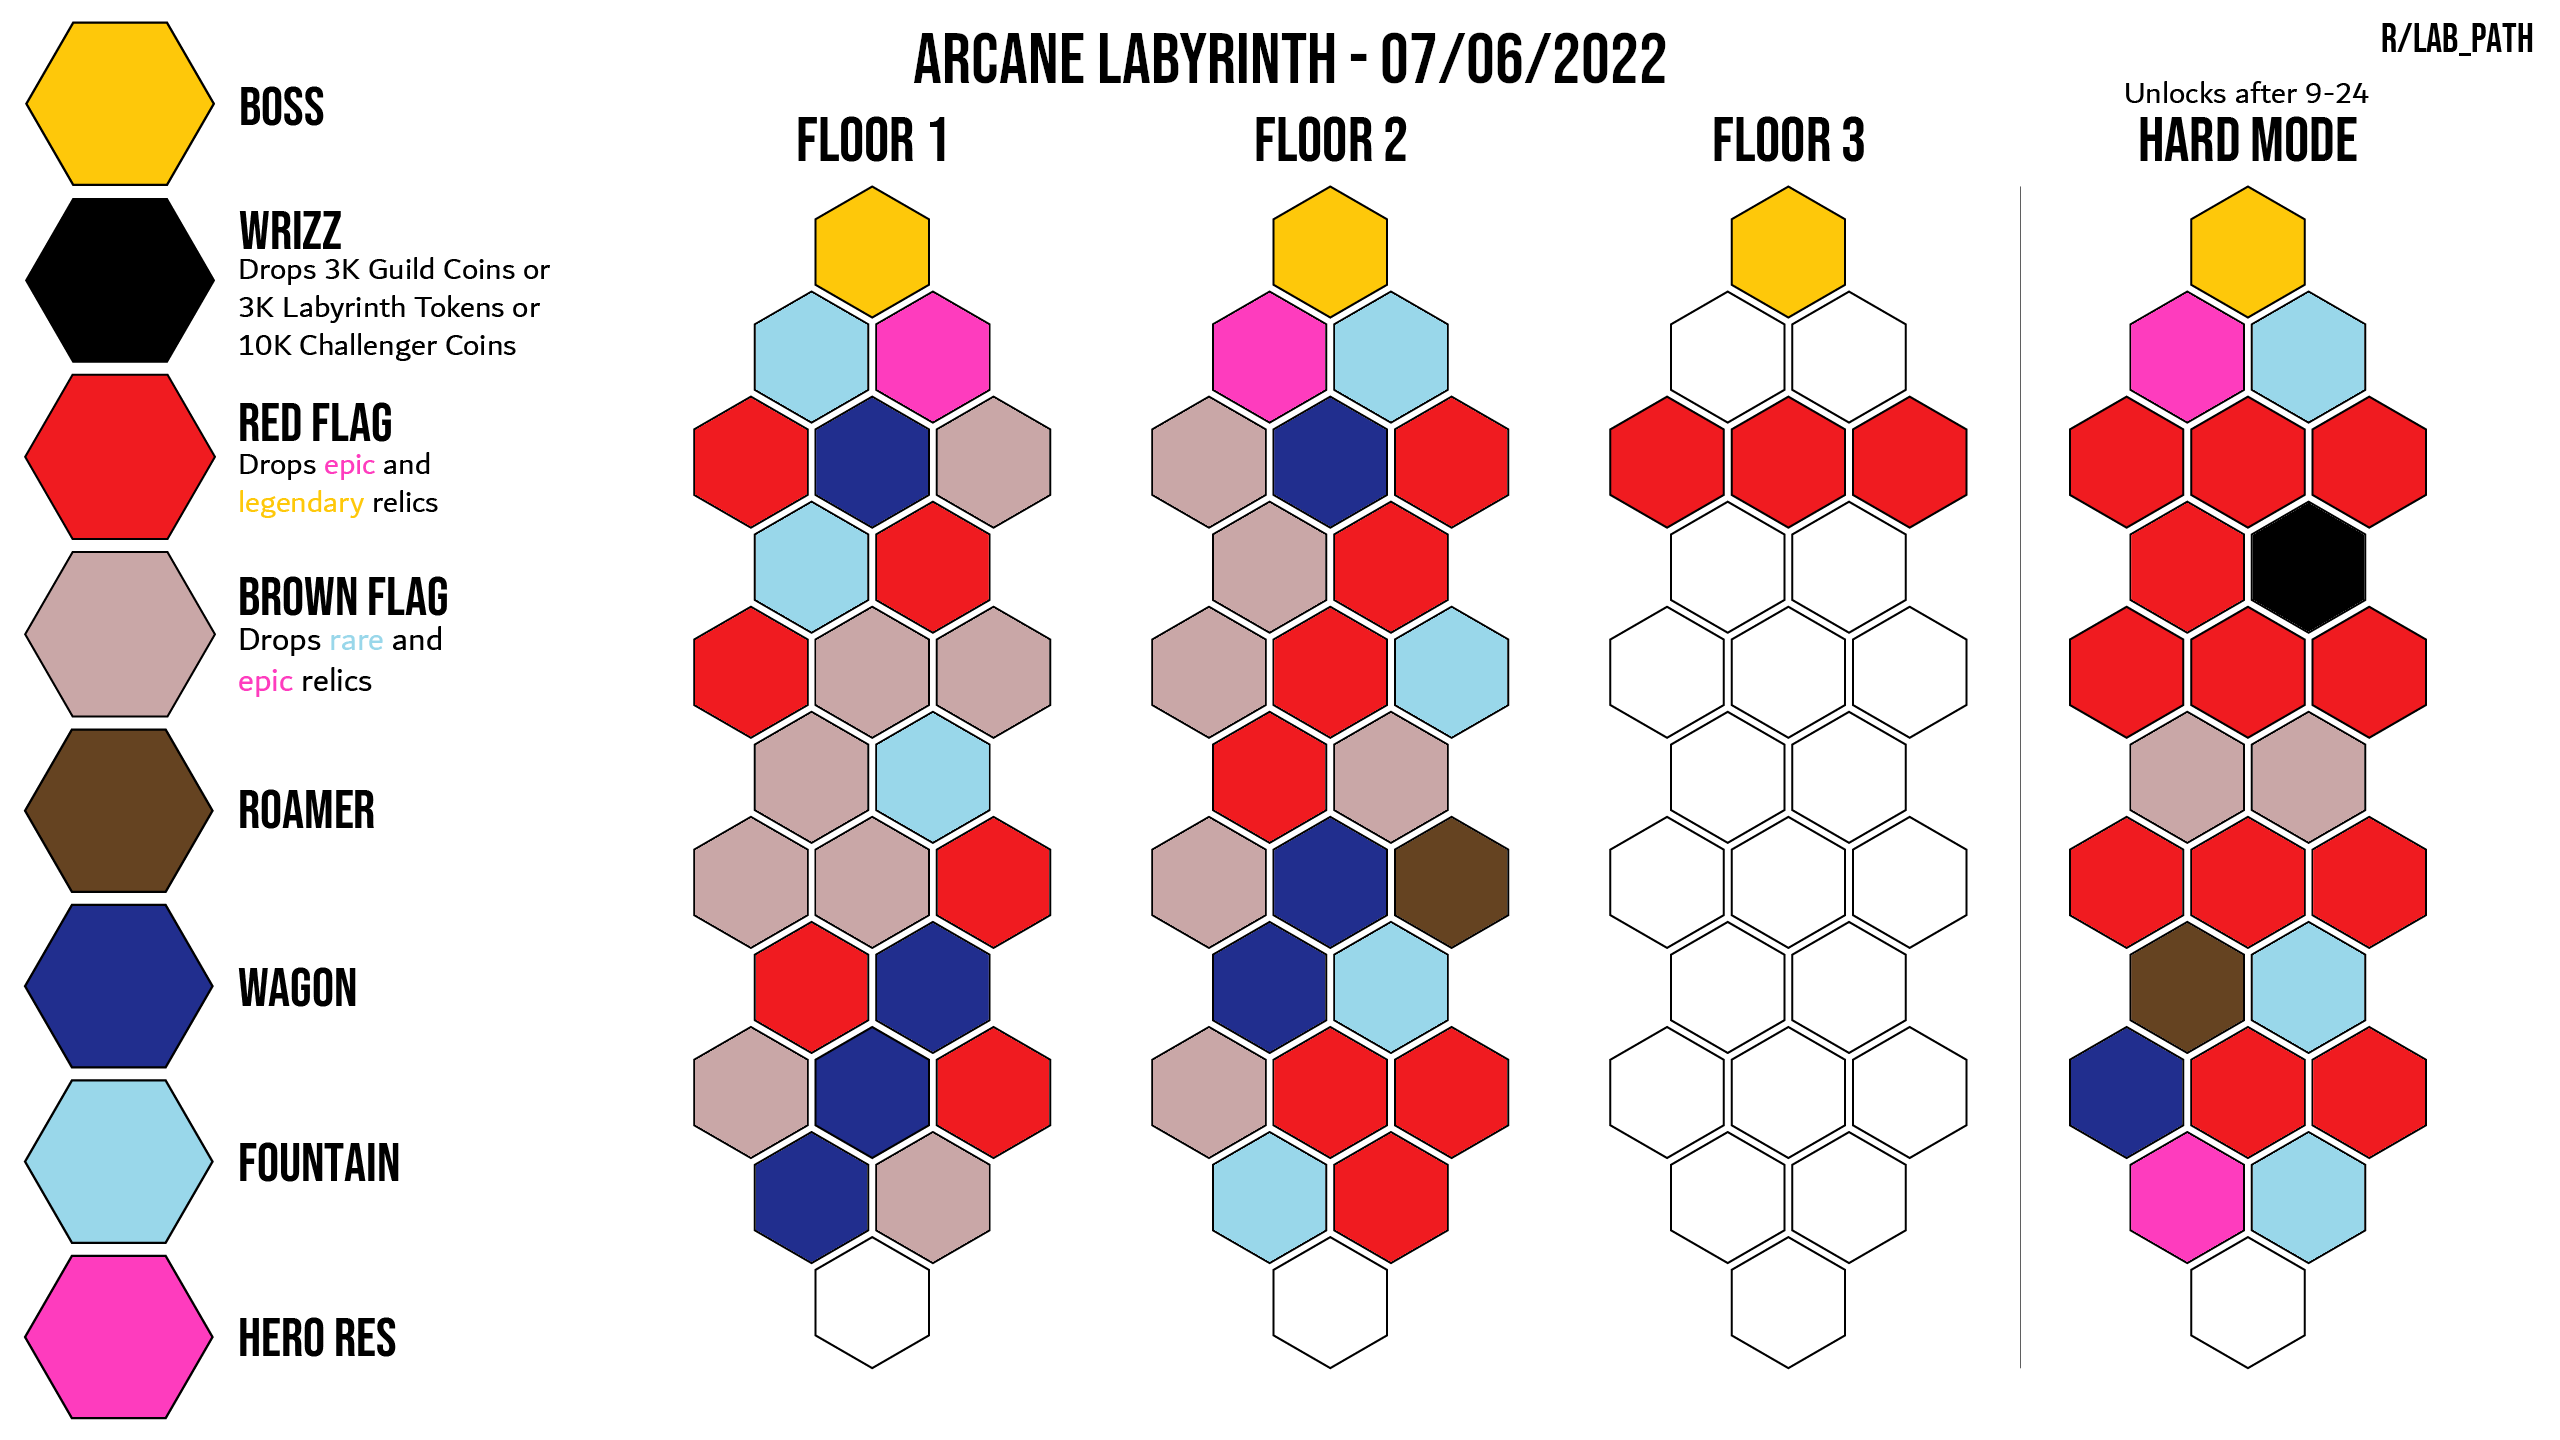 ARCANE LABYRINTH - 07/06/2022
R/LAB_PATH
BOSS
WRIZZ
Drops 3K Guild Coins or
3K Labyrinth Tokens or
10K Challenger Coins
RED FLAG
Drops epic and
legendary relics
BROWN FLAG
Drops rare and
epic relics
ROAMER
WAGON
FOUNTAIN
HERO RES
FLOOR 1
FLOOR 2
FLOOR 3
Unlocks after 9-24
HARD MODE